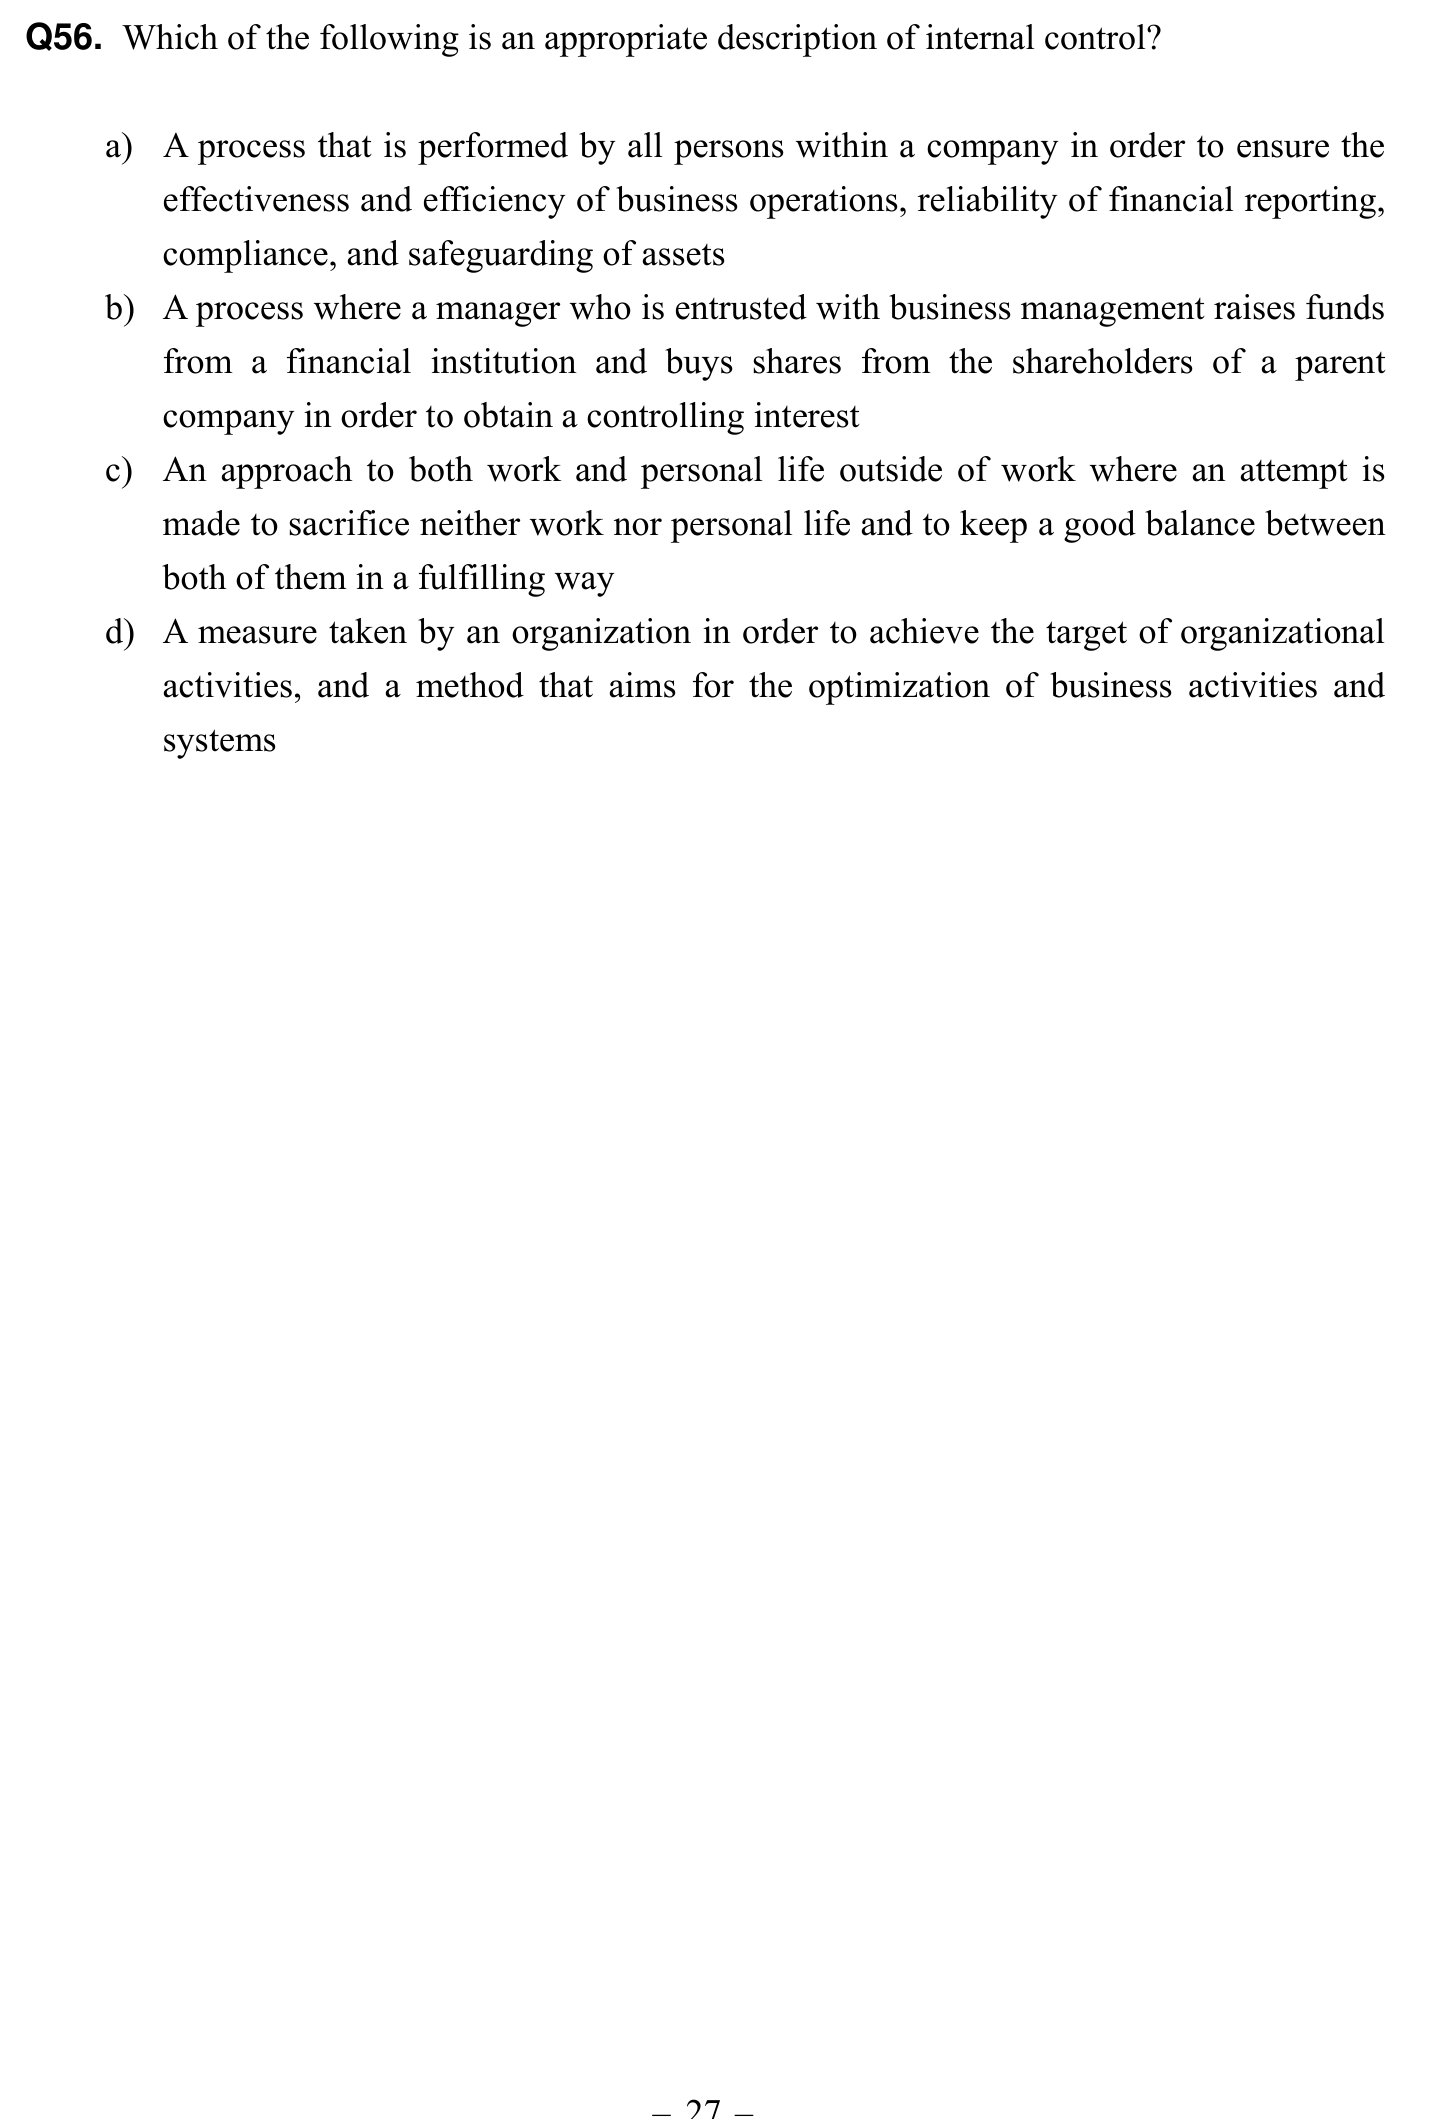 Q56. Which of the following is an appropriate description of internal control?
a) A process that is performed by all persons within a company in order to ensure the
effectiveness and efficiency of business operations, reliability of financial reporting,
compliance, and safeguarding of assets
b) A process where a manager who is entrusted with business management raises funds
from a financial institution and buys shares from the shareholders of a parent
company in order to obtain a controlling interest
c) An approach to both work and personal life outside of work where an attempt is
made to sacrifice neither work nor personal life and to keep a good balance between
both of them in a fulfilling way
d) A measure taken by an organization in order to achieve the target of organizational
activities, and a method that aims for the optimization of business activities and
systems
– 27 –